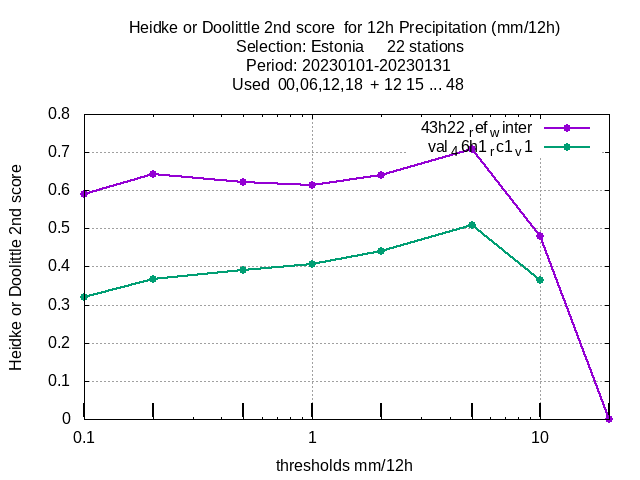 Heidke or Doolittle 2nd score for 12h Precipitation (mm/12h)
Selection: Estonia 22 stations
Period: 20230101-20230131
Used 00,06,12,18 + 12 15 ... 48
43h22refwinter
val46h1rc1v1
0.8
0.7
0.6
0.5
0.4
0.3
0.2
0.1
0
Heidke or Doolittle 2nd score
0.1 1 10
thresholds mm/12h